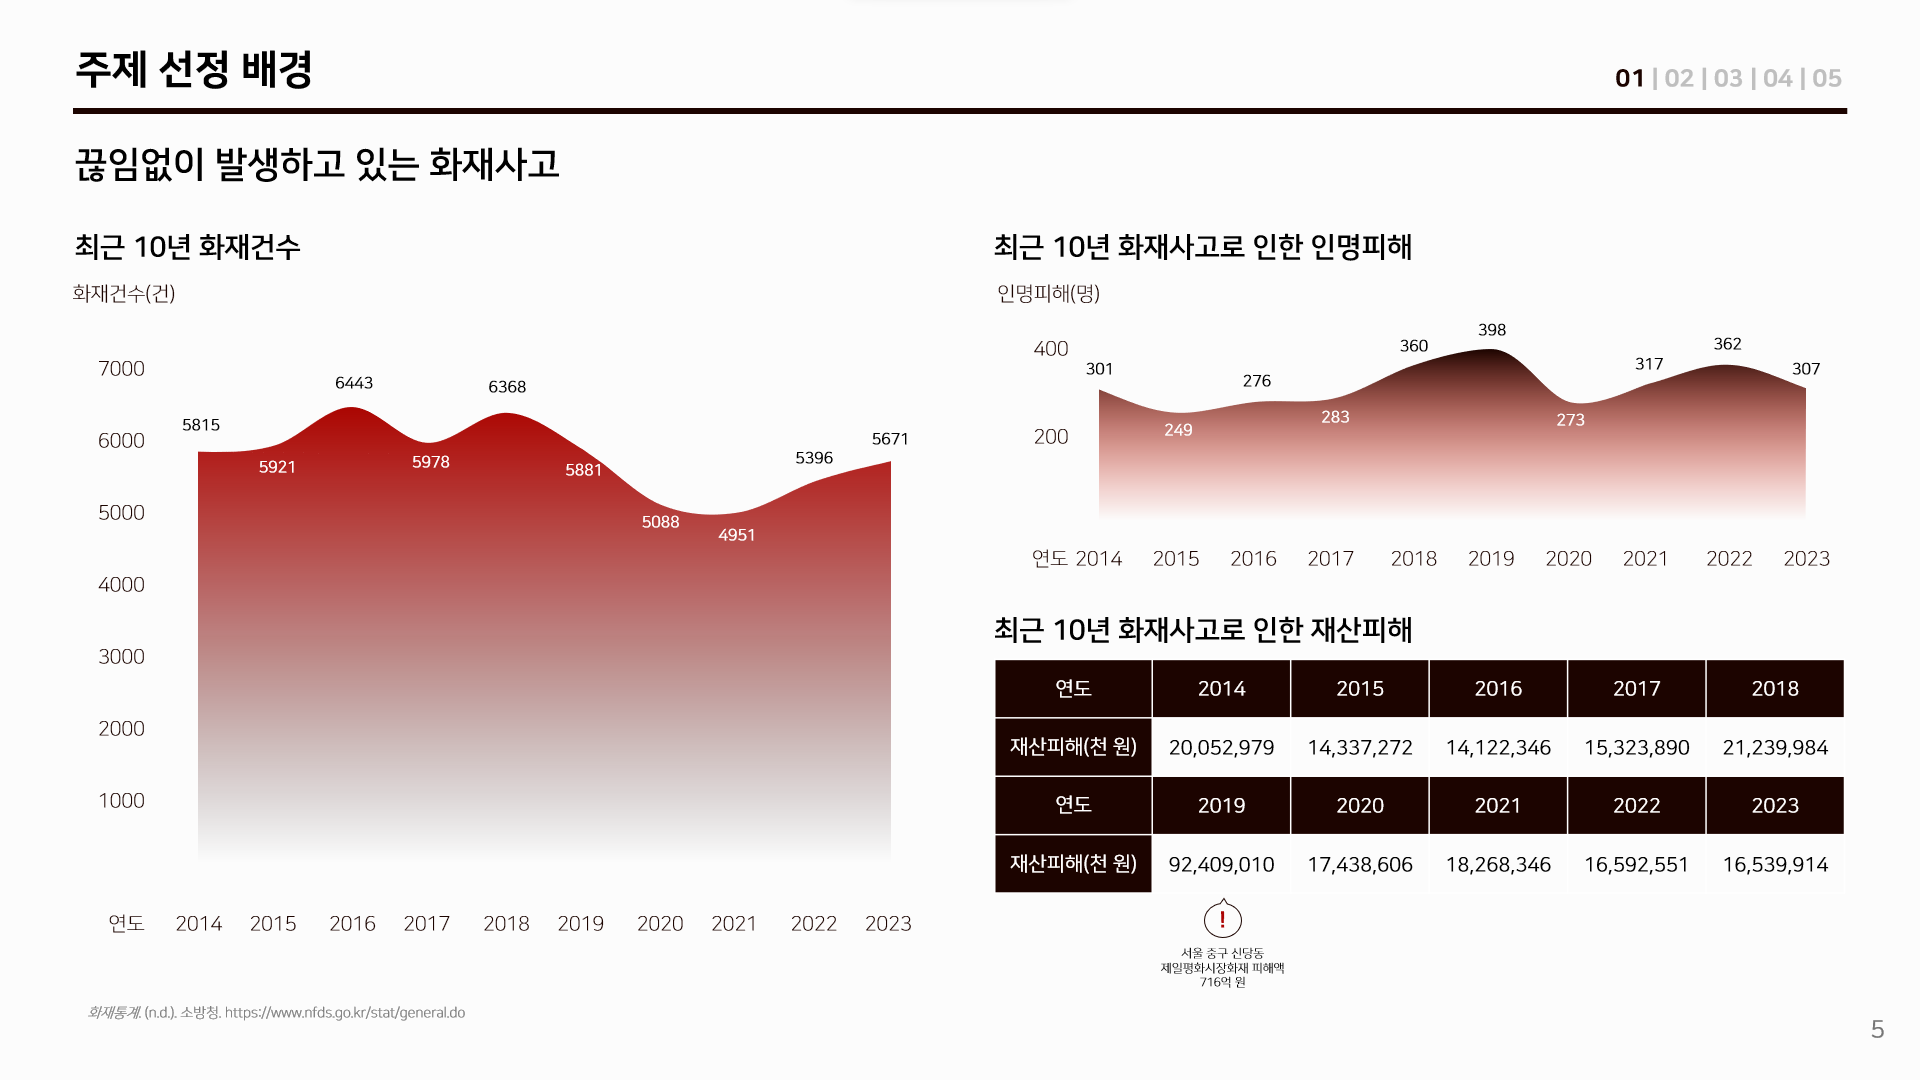 주제 선정 배경
01 | 02 | 03 | 04 | 05
끊임없이 발생하고 있는 화재사고
최근 10년 화재건수
화재건수(건)
7000
6000
5000
4000
3000
2000
1000
5815
5921
6443
5978
6368
5881
5088
4951
5396
5671
연도 2014 2015 2016 2017 2018 2019 2020 2021 2022 2023
최근 10년 화재사고로 인한 인명피해
인명피해(명)
400
200
301
249
276
283
360
398
273
317
362
307
연도 2014 2015 2016 2017 2018 2019 2020 2021 2022 2023
최근 10년 화재사고로 인한 재산피해
연도 2014 2015 2016 2017 2018
재산피해(천 원) 20,052,979 14,337,272 14,122,346 15,323,890 21,239,984
연도 2019 2020 2021 2022 2023
재산피해(천 원) 92,409,010 17,438,606 18,268,346 16,592,551 16,539,914
!
서울 중구 신당동
제일평화시장화재 피해액
716억 원
화재통계. (n.d.). 소방청. https://www.nfds.go.kr/stat/general.do
5